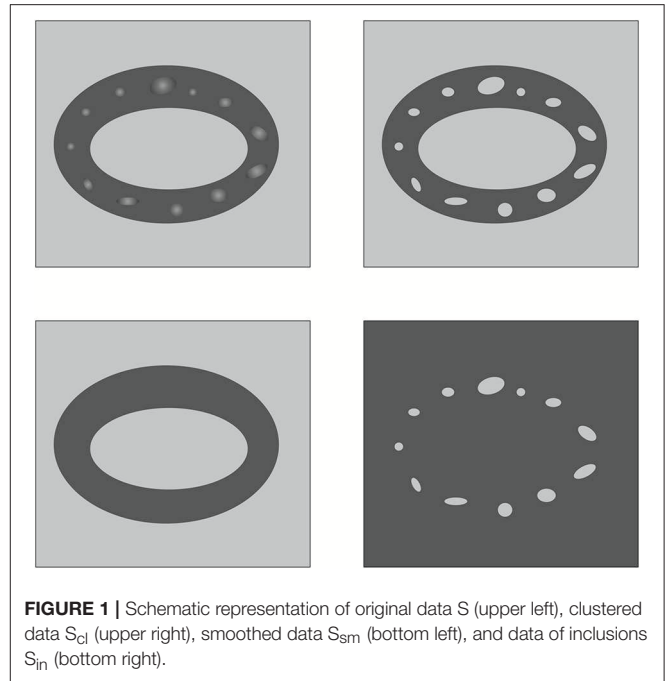 FIGURE 1 | Schematic representation of original data S (upper left), clustered
data Scl (upper right), smoothed data Ssm (bottom left), and data of inclusions
Sin (bottom right).